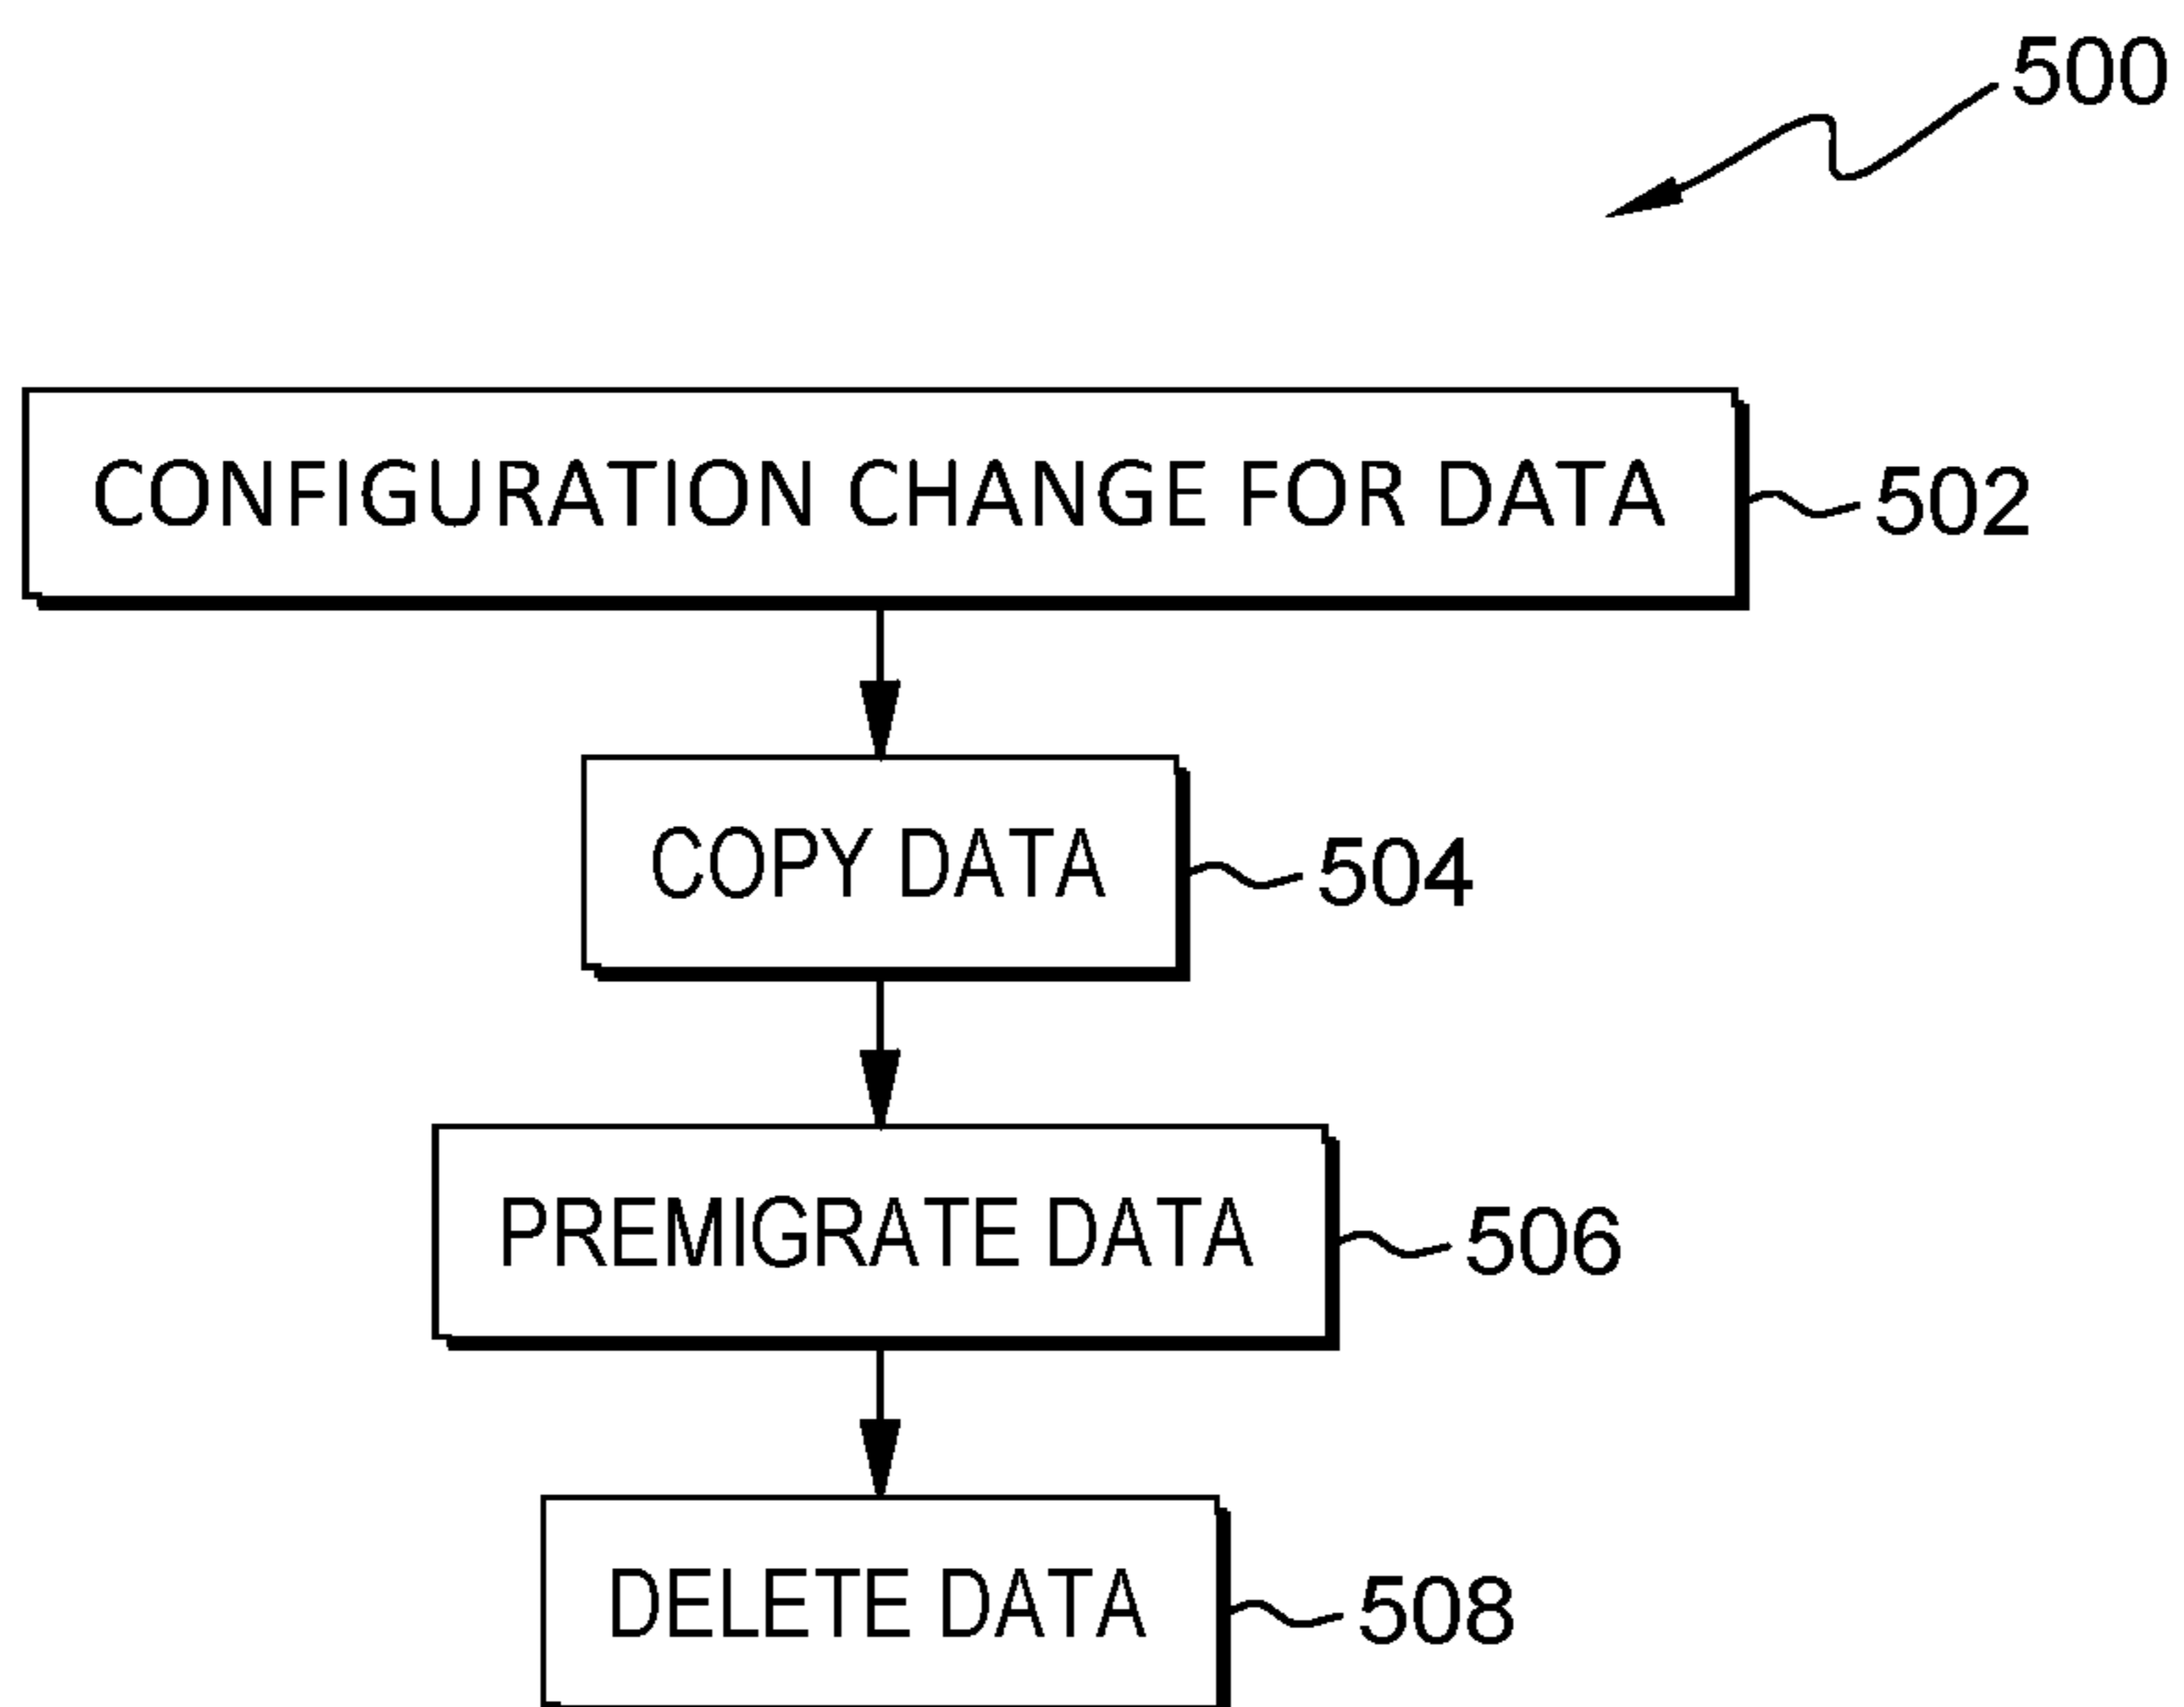 500
CONFIGURATION CHANGE FOR DATA
502
COPY DATA
504
PREMIGRATE DATA
506
DELETE DATA
508